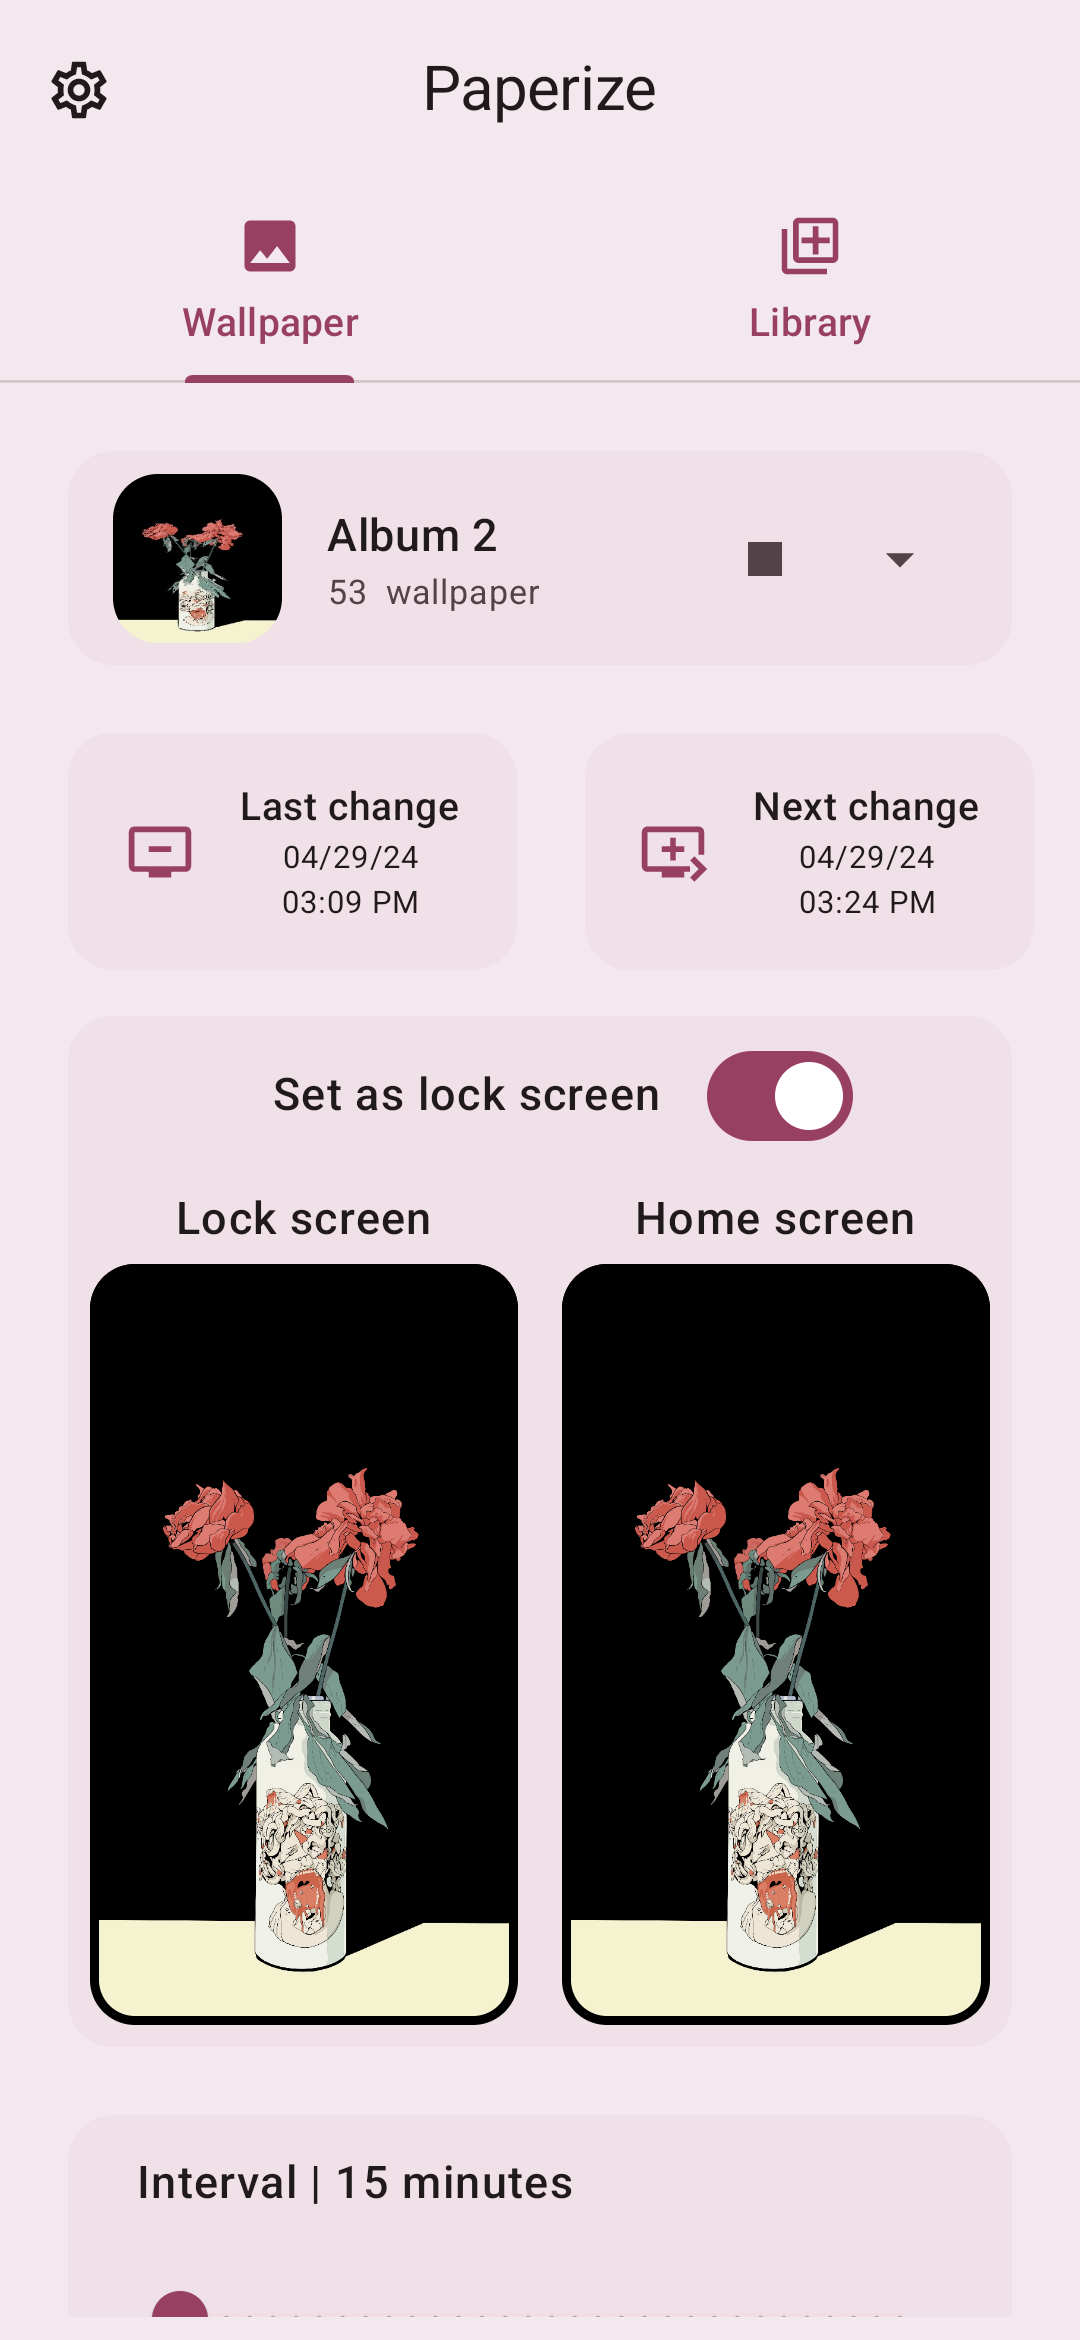 Paperize
Wallpaper
Library
Album 2
53 wallpaper
Last change
04/29/24
03:09 PM
Next change
04/29/24
03:24 PM
Set as lock screen
Lock screen
Home screen
Interval | 15 minutes